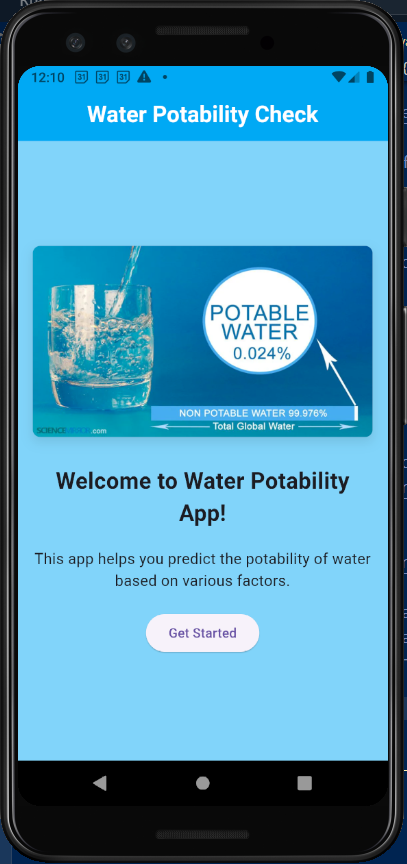 12:10
31 31 31
Water Potability Check
POTABLE
WATER
0.024%
NON POTABLE WATER 99.976%
Total Global Water
.com
Welcome to Water Potability
App!
This app helps you predict the potability of water
based on various factors.
Get Started